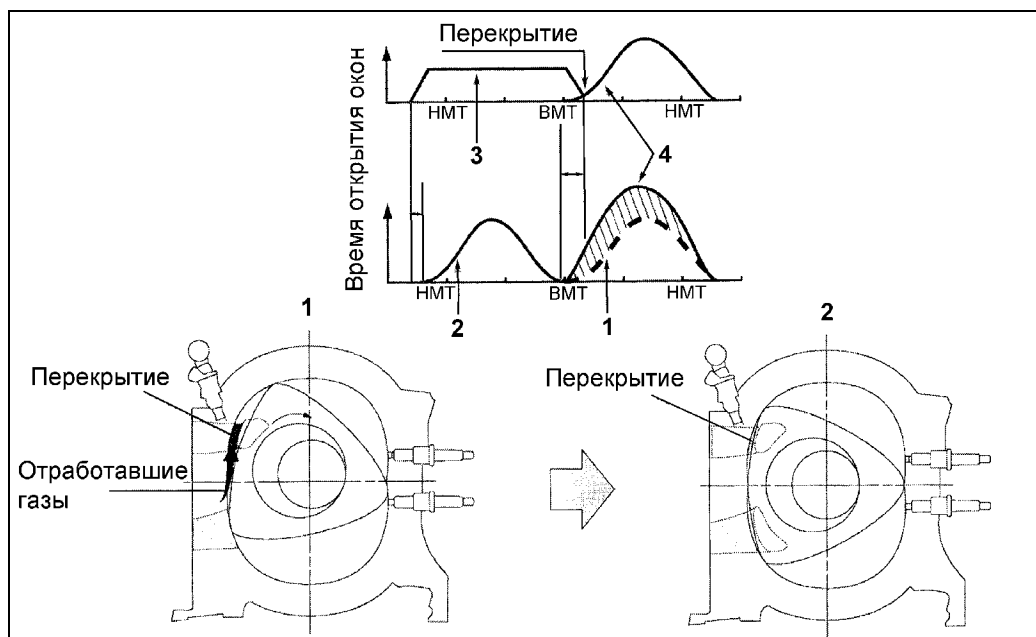 Перекрытие
Время открытия окон
НМТ ВМТ НМТ
3
4
НМТ ВМТ НМТ
2 1
1 2
Перекрытие Перекрытие
Отработавшие
газы